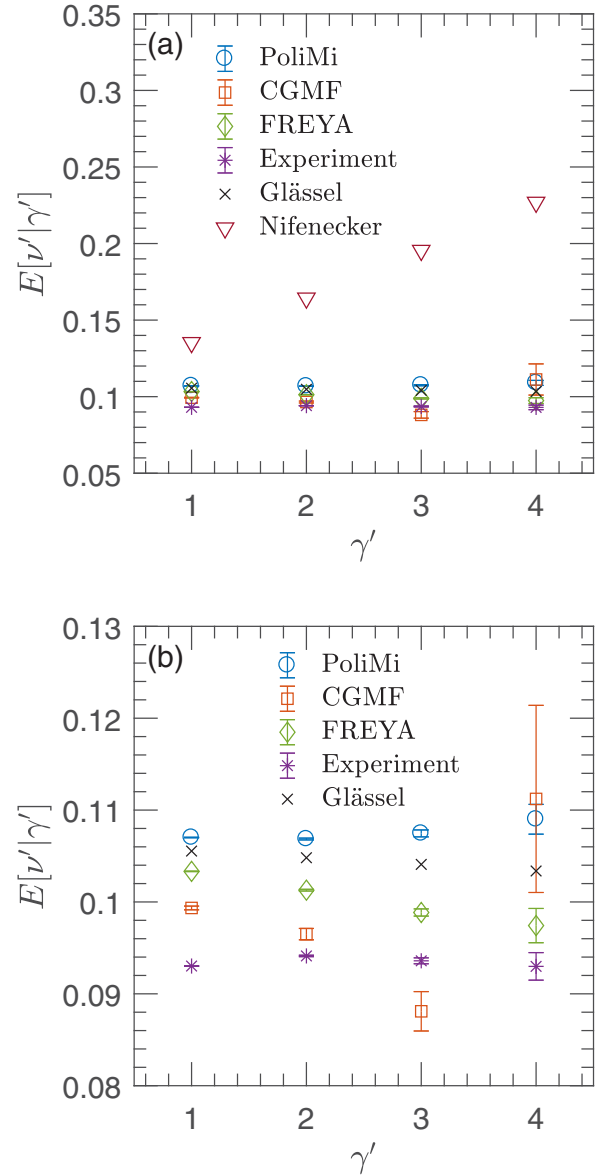 (a)
PoliMi
CGMF
FREYA
Experiment
Glässel
Nifenecker
0.35
0.3
0.25
0.2
0.15
0.1
0.05
E[ν′|γ′]
1 2 3 4
γ′
(b)
PoliMi
CGMF
FREYA
Experiment
Glässel
0.13
0.12
0.11
0.1
0.09
0.08
E[ν′|γ′]
1 2 3 4
γ′